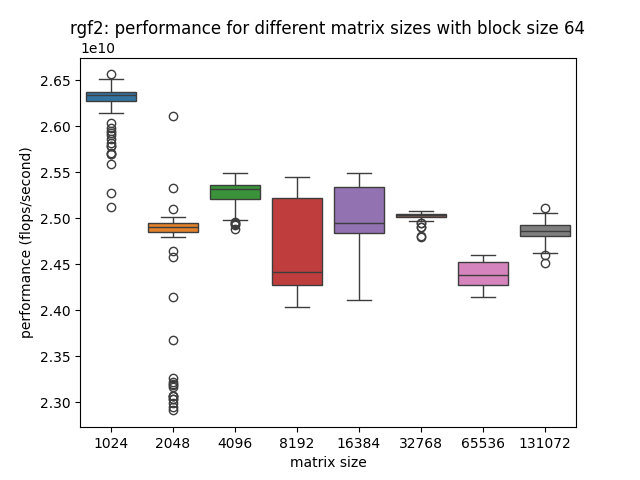 rgf2: performance for different matrix sizes with block size 64
1e10
2.65
2.60
2.55
2.50
2.45
2.40
2.35
2.30
performance (flops/second)
1024 2048 4096 8192 16384 32768 65536 131072
matrix size